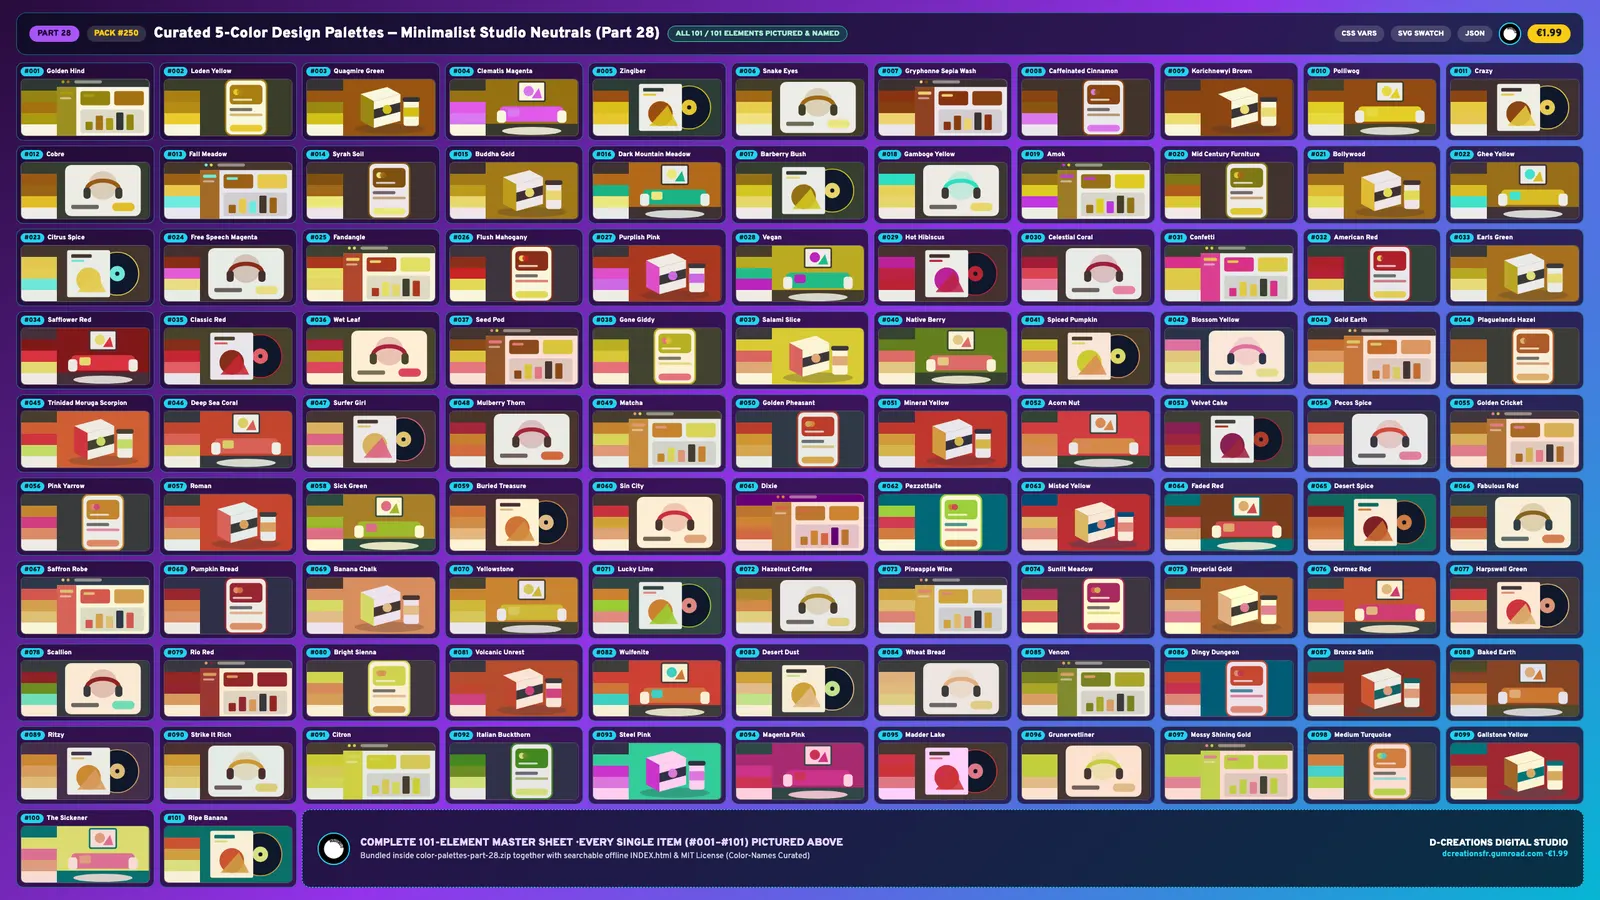 PART 28 PACK #250 Curated 5-Color Design Palettes — Minimalist Studio Neutrals (Part 28) ALL 101 / 101 ELEMENTS PICTURED & NAMED CSS VARS SVG SWATCH JSON €1.99
#001 Golden Hind #002 Loden Yellow #003 Quagmire Green #004 Clematis Magenta #005 Zingiber #006 Snake Eyes #007 Gryphonne Sepia Wash #008 Caffeinated Cinnamon #009 Korichnewyi Brown #010 Polliwog #011 Crazy
#012 Cobre #013 Fall Meadow #014 Syrah Soil #015 Buddha Gold #016 Dark Mountain Meadow #017 Barberry Bush #018 Gamboge Yellow #019 Amok #020 Mid Century Furniture #021 Bollywood #022 Ghee Yellow
#023 Citrus Spice #024 Free Speech Magenta #025 Fandangle #026 Flush Mahogany #027 Purplish Pink #028 Vegan #029 Hot Hibiscus #030 Celestial Coral #031 Confetti #032 American Red #033 Earls Green
#034 Safflower Red #035 Classic Red #036 Wet Leaf #037 Seed Pod #038 Gone Giddy #039 Salami Slice #040 Native Berry #041 Spiced Pumpkin #042 Blossom Yellow #043 Gold Earth #044 Plaguelands Hazel
#045 Trinidad Moruga Scorpion #046 Deep Sea Coral #047 Surfer Girl #048 Mulberry Thorn #049 Matcha #050 Golden Pheasant #051 Mineral Yellow #052 Acorn Nut #053 Velvet Cake #054 Pecos Spice #055 Golden Cricket
#056 Pink Yarrow #057 Roman #058 Sick Green #059 Buried Treasure #060 Sin City #061 Dixie #062 Pezzottaite #063 Misted Yellow #064 Faded Red #065 Desert Spice #066 Fabulous Red
#067 Saffron Robe #068 Pumpkin Bread #069 Banana Chalk #070 Yellowstone #071 Lucky Lime #072 Hazelnut Coffee #073 Pineapple Wine #074 Sunlit Meadow #075 Imperial Gold #076 Qermez Red #077 Harpswell Green
#078 Scallion #079 Rio Red #080 Bright Sienna #081 Volcanic Unrest #082 Wulfenite #083 Desert Dust #084 Wheat Bread #085 Venom #086 Dingy Dungeon #087 Bronze Satin #088 Baked Earth
#089 Ritzy #090 Strike It Rich #091 Citron #092 Italian Buckthorn #093 Steel Pink #094 Magenta Pink #095 Madder Lake #096 Grunervetliner #097 Mossy Shining Gold #098 Medium Turquoise #099 Gallstone Yellow
#100 The Sickener #101 Ripe Banana
COMPLETE 101-ELEMENT MASTER SHEET · EVERY SINGLE ITEM (#001–#101) PICTURED ABOVE
Bundled inside color-palettes-part-28.zip together with searchable offline INDEX.html & MIT License (Color-Names Curated)
D-CREATIONS DIGITAL STUDIO
dcreationsfr.gumroad.com · €1.99